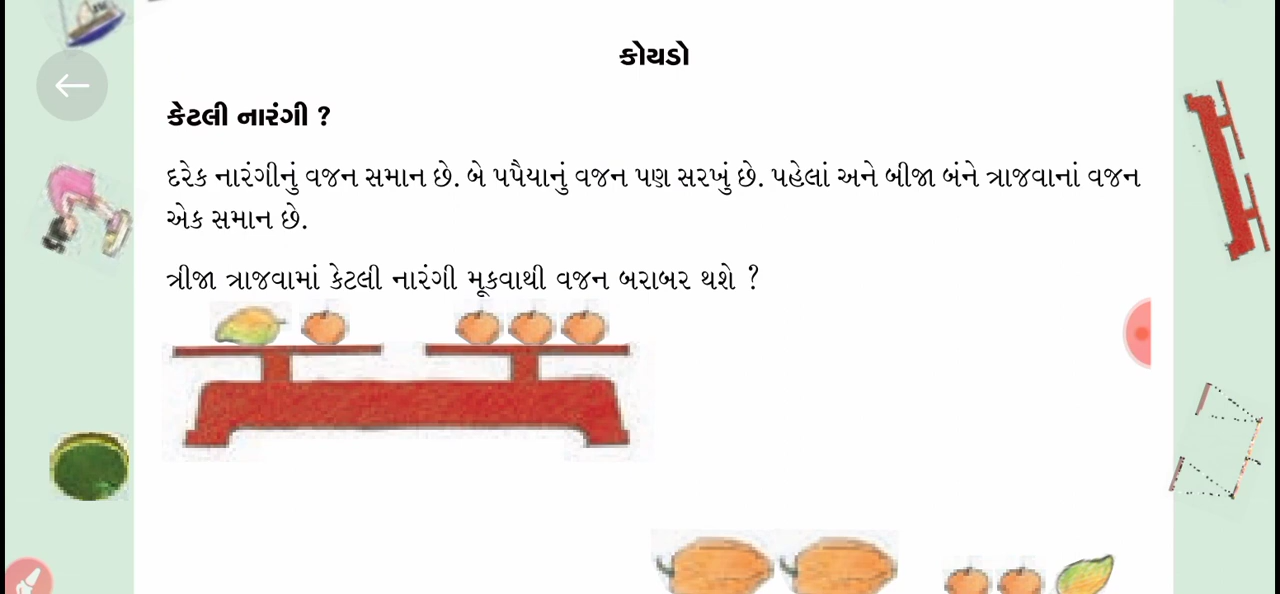 કોયડો
કેટલી નારંગી ?
દરેક નારંગીનું વજન સમાન છે. બે પપૈયાનું વજન પણ સરખું છે. પહેલાં અને બીજા બંને ત્રાજવાનાં વજન
એક સમાન છે.
ત્રીજા ત્રાજવામાં કેટલી નારંગી મૂકવાથી વજન બરાબર થશે ?